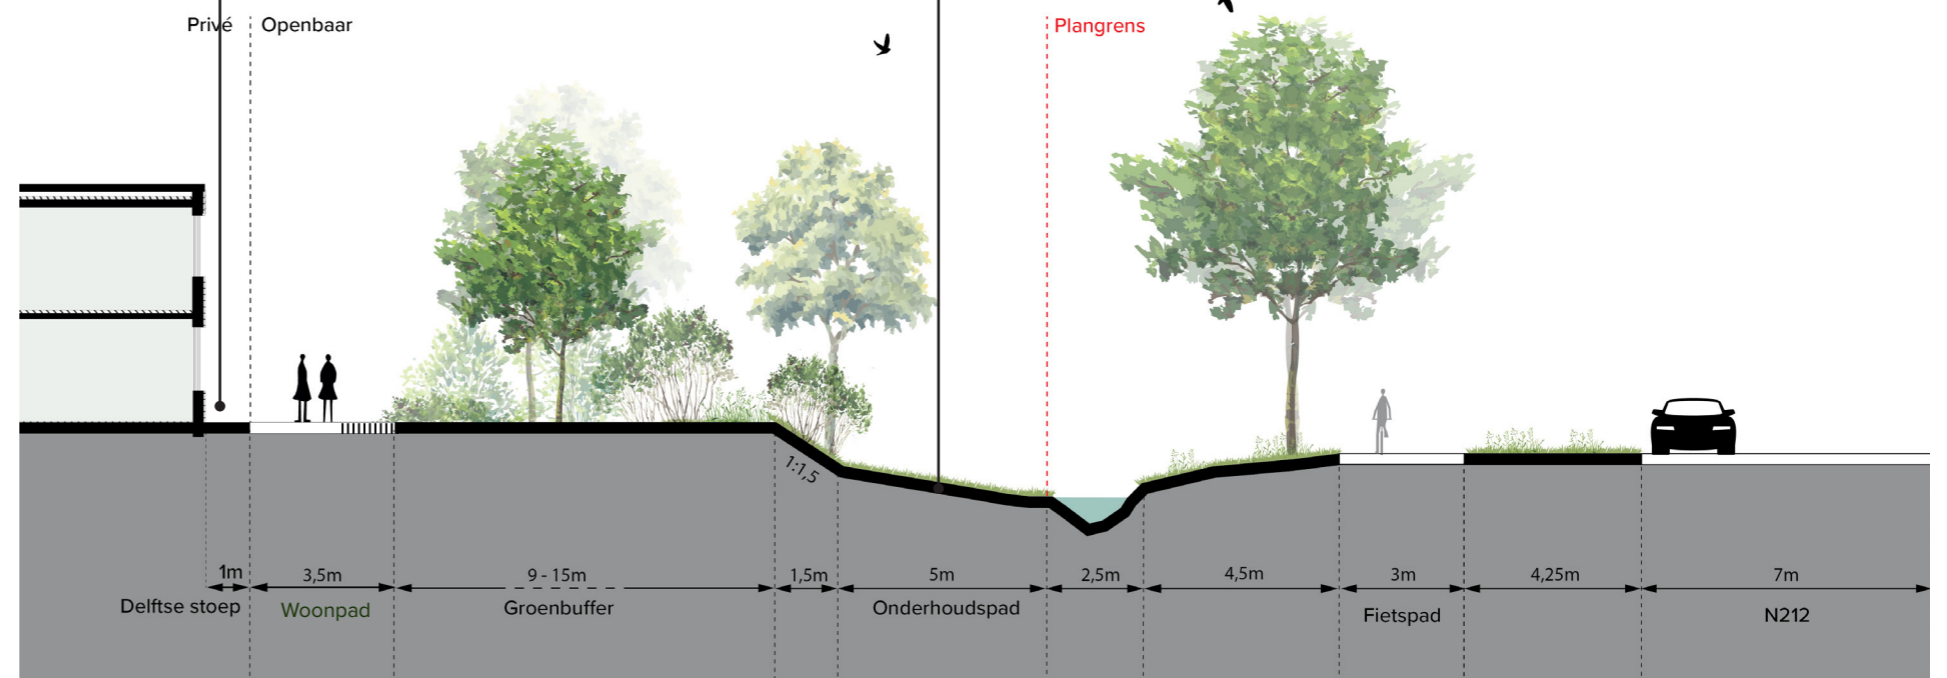 Privé
Openbaar
Plangrens
1:1,5
1m
3,5m
9 - 15m
1,5m
5m
2,5m
4,5m
3m
4,25m
7m
Delftse stoep
Woonpad
Groenbuffer
Onderhoudspad
Fietspad
N212